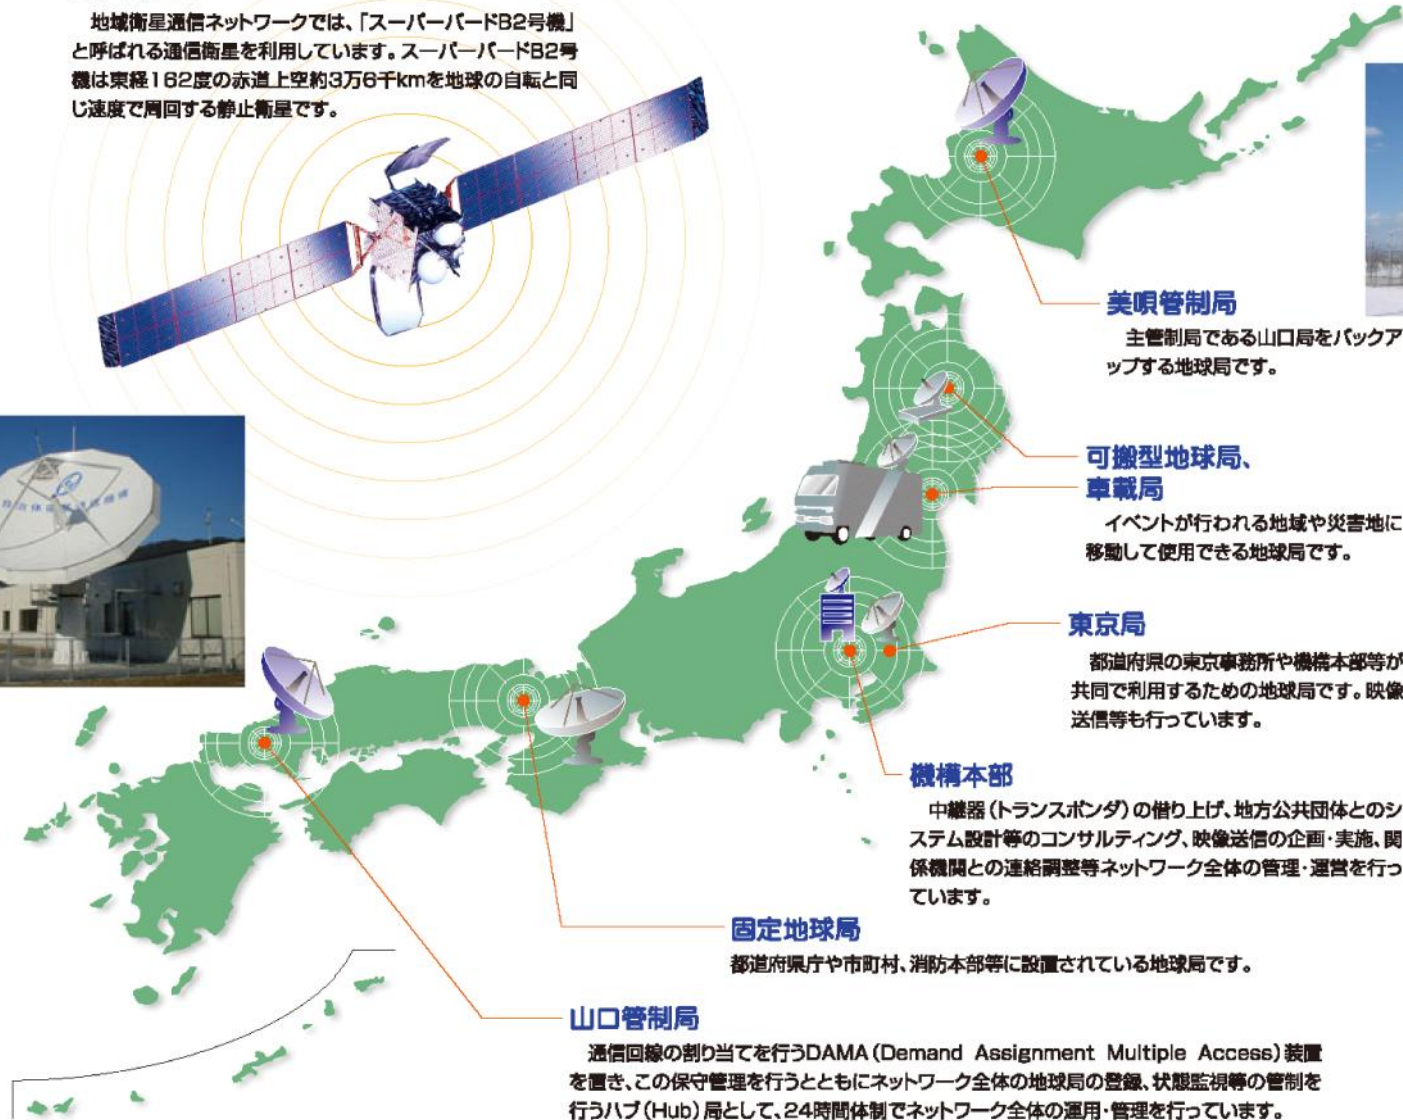 地域衛星通信ネットワークでは、「スーパーバードB2号機」
と呼ばれる通信衛星を利用しています。スーパーバードB2号
機は東経162度の赤道上空約3万6千kmを地球の自転と同
じ速度で周回する静止衛星です。
美唄管制局
主管制局である山口局をバックア
ップする地球局です。
可搬型地球局、
車載局
イベントが行われる地域や災害地に
移動して使用できる地球局です。
東京局
都道府県の東京事務所や機構本部等が
共同で利用するための地球局です。映像
送信等も行っています。
機構本部
中継器(トランスポンダ)の借り上げ、地方公共団体とのシ
ステム設計等のコンサルティング、映像送信の企画・実施、関
係機関との連絡調整等ネットワーク全体の管理・運営を行っ
ています。
固定地球局
都道府県庁や市町村、消防本部等に設置されている地球局です。
山口管制局
通信回線の割り当てを行うDAMA(Demand Assignment Multiple Access)装置
を置き、この保守管理を行うとともにネットワーク全体の地球局の登録、状態監視等の管制を
行うハブ(Hub)局として、24時間体制でネットワーク全体の運用・管理を行っています。